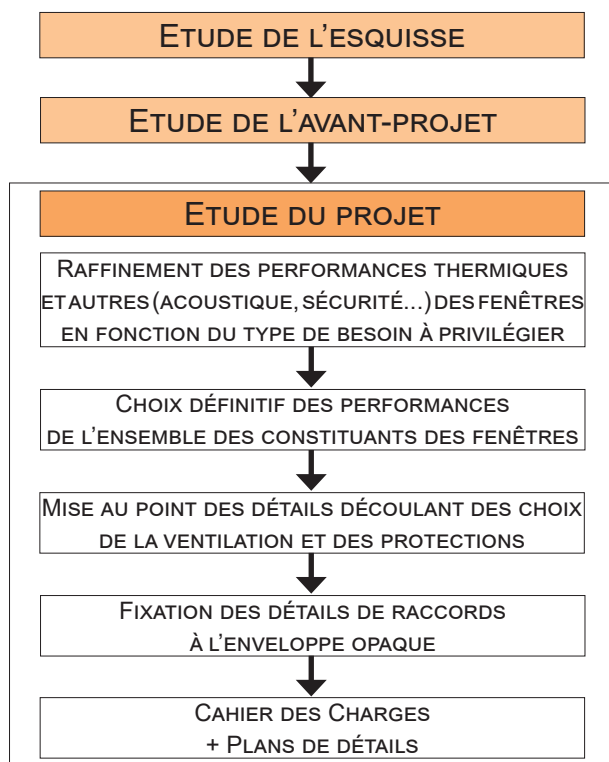 ETUDE DE L'ESQUISSE
ETUDE DE L'AVANT-PROJET
ETUDE DU PROJET
RAFFINEMENT DES PERFORMANCES THERMIQUES
ET AUTRES (ACOUSTIQUE, SÉCURITÉ...) DES FENÊTRES
EN FONCTION DU TYPE DE BESOIN À PRIVILÉGIER
CHOIX DÉFINITIF DES PERFORMANCES
DE L'ENSEMBLE DES CONSTITUANTS DES FENÊTRES
MISE AU POINT DES DÉTAILS DÉCOULANT DES CHOIX
DE LA VENTILATION ET DES PROTECTIONS
FIXATION DES DÉTAILS DE RACCORDS
À L'ENVELOPPE OPAQUE
CAHIER DES CHARGES
+ PLANS DE DÉTAILS